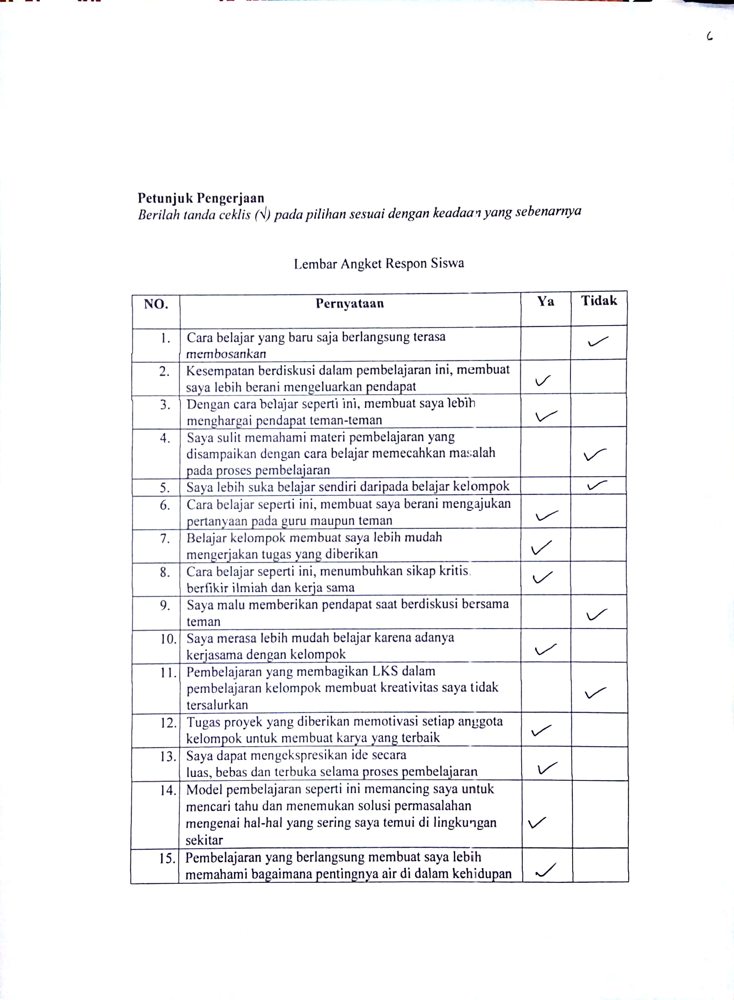 6
Petunjuk Pengerjaan
Berilah tanda ceklis (√) pada pilihan sesuai dengan keadaan yang sebenarnya
Lembar Angket Respon Siswa
NO. Pernyataan Ya Tidak
1. Cara belajar yang baru saja berlangsung terasa ✓
membosankan
2. Kesempatan berdiskusi dalam pembelajaran ini, membuat
saya lebih berani mengeluarkan pendapat ✓
3. Dengan cara belajar seperti ini, membuat saya lebih
menghargai pendapat teman-teman ✓
4. Saya sulit memahami materi pembelajaran yang
disampaikan dengan cara belajar memecahkan masalah ✓
pada proses pembelajaran
5. Saya lebih suka belajar sendiri daripada belajar kelompok ✓
6. Cara belajar seperti ini, membuat saya berani mengajukan
pertanyaan pada guru maupun teman ✓
7. Belajar kelompok membuat saya lebih mudah
mengerjakan tugas yang diberikan ✓
8. Cara belajar seperti ini, menumbuhkan sikap kritis, ✓
berfikir ilmiah dan kerja sama
9. Saya malu memberikan pendapat saat berdiskusi bersama
teman ✓
10. Saya merasa lebih mudah belajar karena adanya
kerjasama dengan kelompok ✓
11. Pembelajaran yang membagikan LKS dalam
pembelajaran kelompok membuat kreativitas saya tidak ✓
tersalurkan
12. Tugas proyek yang diberikan memotivasi setiap anggota
kelompok untuk membuat karya yang terbaik ✓
13. Saya dapat mengekspresikan ide secara
luas, bebas dan terbuka selama proses pembelajaran ✓
14. Model pembelajaran seperti ini memancing saya untuk
mencari tahu dan menemukan solusi permasalahan
mengenai hal-hal yang sering saya temui di lingkungan ✓
sekitar
15. Pembelajaran yang berlangsung membuat saya lebih
memahami bagaimana pentingnya air di dalam kehidupan ✓